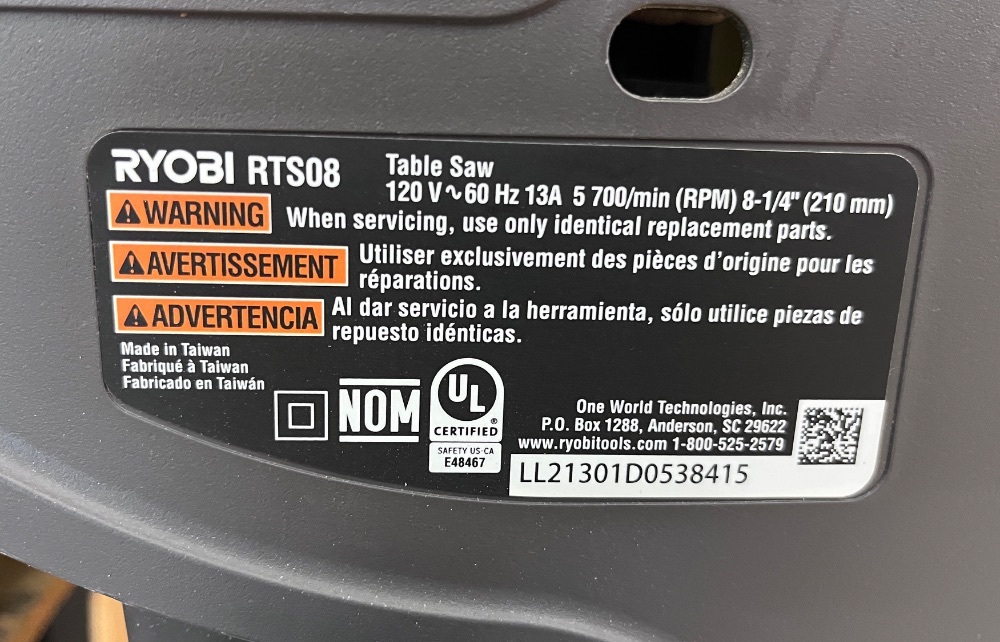 RYOBI RTS08
Table Saw
120 V~60 Hz 13A 5 700/min (RPM) 8-1/4" (210 mm)
WARNING When servicing, use only identical replacement parts.
AVERTISSEMENT Utiliser exclusivement des pièces d'origine pour les
réparations.
ADVERTENCIA Al dar servicio a la herramienta, sólo utilice piezas de
repuesto idénticas.
Made in Taiwan
Fabriqué à Taiwan
Fabricado en Taiwán
NOM
UL
®
CERTIFIED
SAFETY US-CA
E48467
One World Technologies, Inc.
P.O. Box 1288, Anderson, SC 29622
www.ryobitools.com 1-800-525-2579
LL21301D0538415